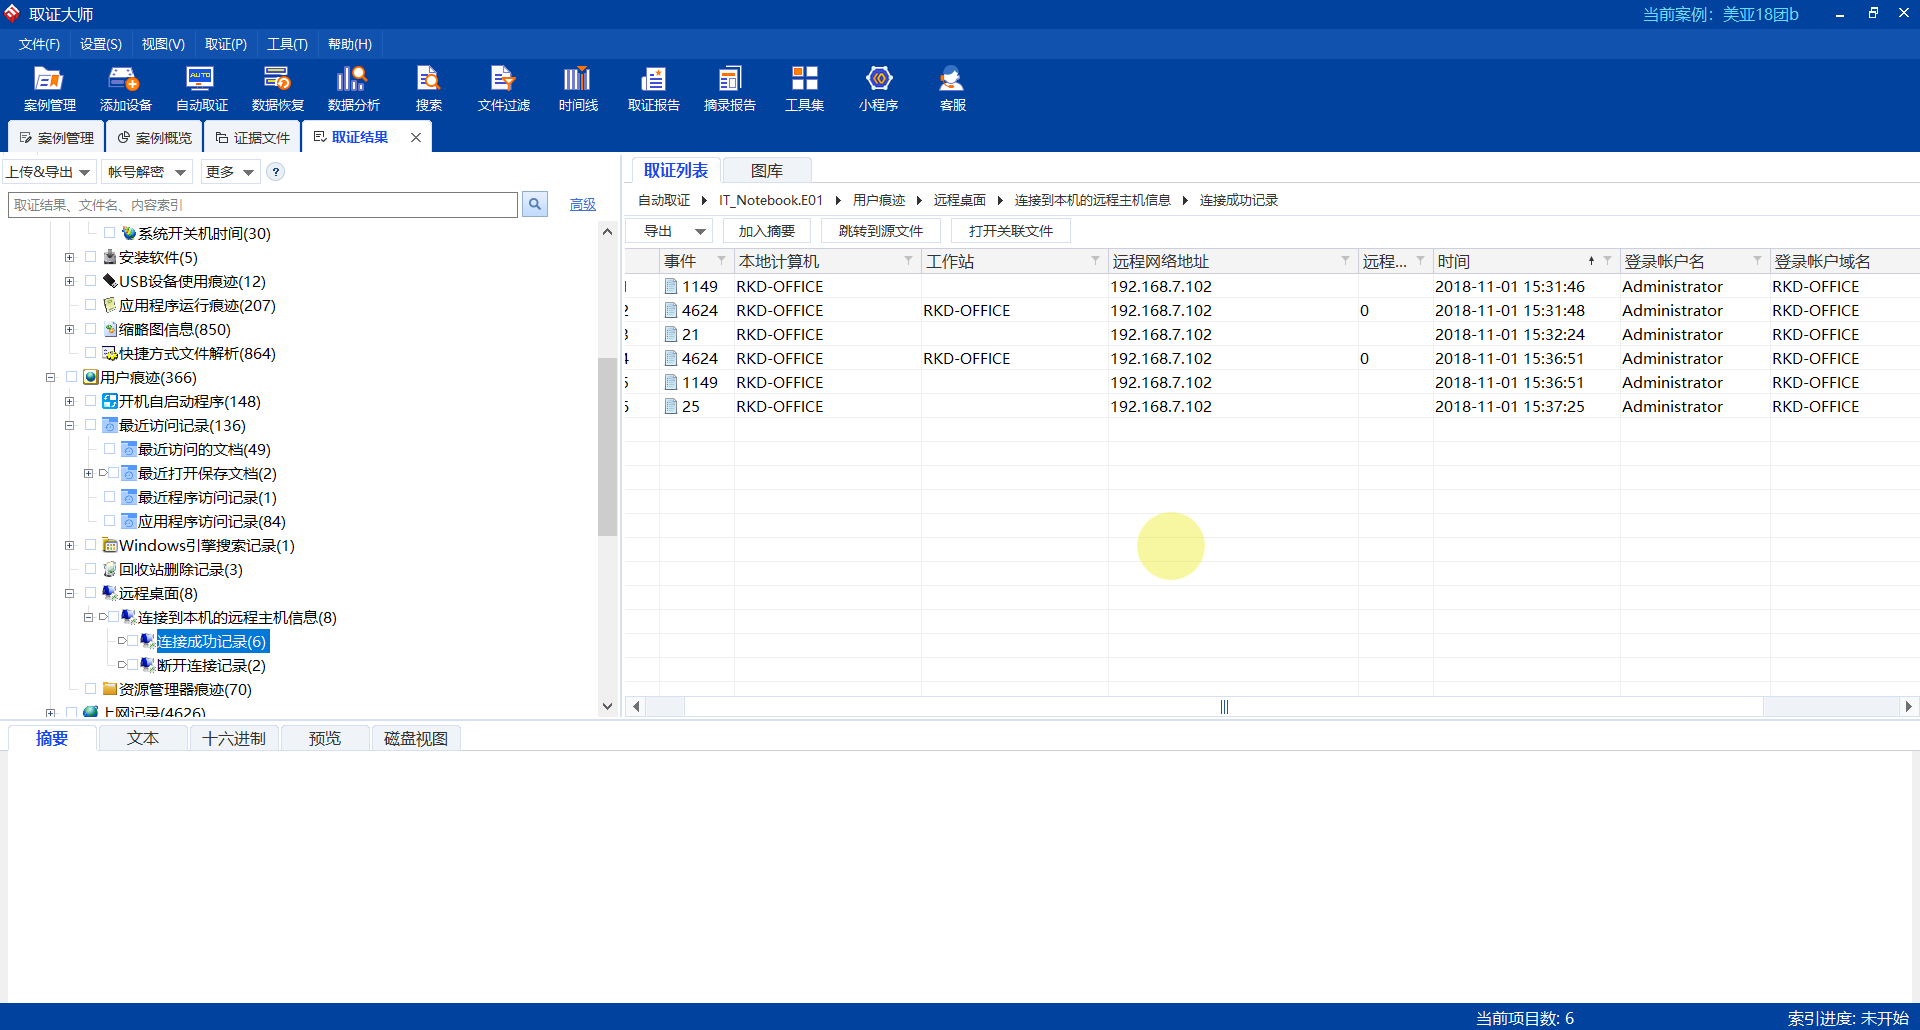 取证大师
当前案例：美亚18团b
文件(F) 设置(S) 视图(V) 取证(P) 工具(T) 帮助(H)
案例管理 添加设备 自动取证 数据恢复 数据分析 搜索 文件过滤 时间线 取证报告 摘录报告 工具集 小程序 客服
案例管理 案例概览 证据文件 取证结果
上传&导出 帐号解密 更多 ?
取证结果、文件名、内容索引 高级
系统开关机时间(30)
安装软件(5)
USB设备使用痕迹(12)
应用程序运行痕迹(207)
缩略图信息(850)
快捷方式文件解析(864)
用户痕迹(366)
开机自启动程序(148)
最近访问记录(136)
最近访问的文档(49)
最近打开保存文档(2)
最近程序访问记录(1)
应用程序访问记录(84)
Windows引擎搜索记录(1)
回收站删除记录(3)
远程桌面(8)
连接到本机的远程主机信息(8)
连接成功记录(6)
断开连接记录(2)
资源管理器痕迹(70)
上网记录(4626)
取证列表 图库
自动取证 IT_Notebook.E01 用户痕迹 远程桌面 连接到本机的远程主机信息 连接成功记录
导出 加入摘要 跳转到源文件 打开关联文件
事件 本地计算机 工作站 远程网络地址 远程... 时间 登录帐户名 登录帐户域名
1 1149 RKD-OFFICE 192.168.7.102 2018-11-01 15:31:46 Administrator RKD-OFFICE
2 4624 RKD-OFFICE RKD-OFFICE 192.168.7.102 0 2018-11-01 15:31:48 Administrator RKD-OFFICE
3 21 RKD-OFFICE 192.168.7.102 2018-11-01 15:32:24 Administrator RKD-OFFICE
4 4624 RKD-OFFICE RKD-OFFICE 192.168.7.102 0 2018-11-01 15:36:51 Administrator RKD-OFFICE
5 1149 RKD-OFFICE 192.168.7.102 2018-11-01 15:36:51 Administrator RKD-OFFICE
6 25 RKD-OFFICE 192.168.7.102 2018-11-01 15:37:25 Administrator RKD-OFFICE
摘要 文本 十六进制 预览 磁盘视图
当前项目数: 6
索引进度: 未开始